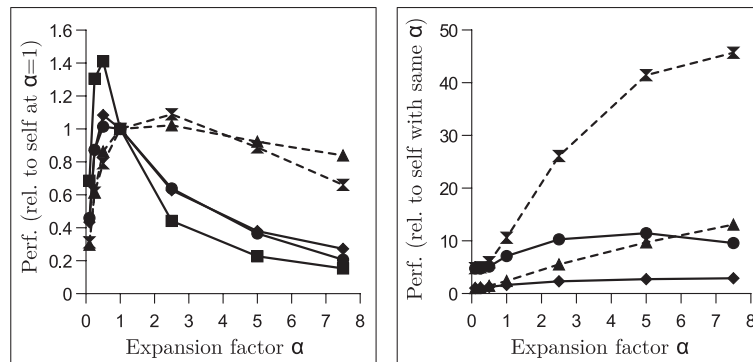 1.6
1.4
1.2
1
0.8
0.6
0.4
0.2
0
0 1 2 3 4 5 6 7 8
Perf. (rel. to self at α=1)
Expansion factor α
50
40
30
20
10
0
0 1 2 3 4 5 6 7 8
Perf. (rel. to self with same α)
Expansion factor α